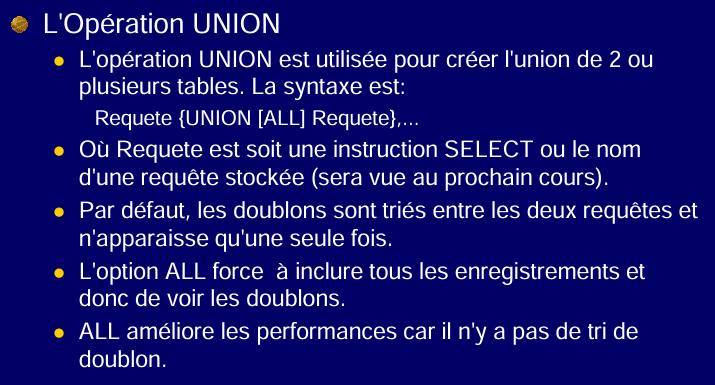 L'Opération UNION
L'opération UNION est utilisée pour créer l'union de 2 ou
plusieurs tables. La syntaxe est:
Requete {UNION [ALL] Requete},...
Où Requete est soit une instruction SELECT ou le nom
d'une requête stockée (sera vue au prochain cours).
Par défaut, les doublons sont triés entre les deux requêtes et
n'apparaisse qu'une seule fois.
L'option ALL force  à inclure tous les enregistrements et
donc de voir les doublons.
ALL améliore les performances car il n'y a pas de tri de
doublon.